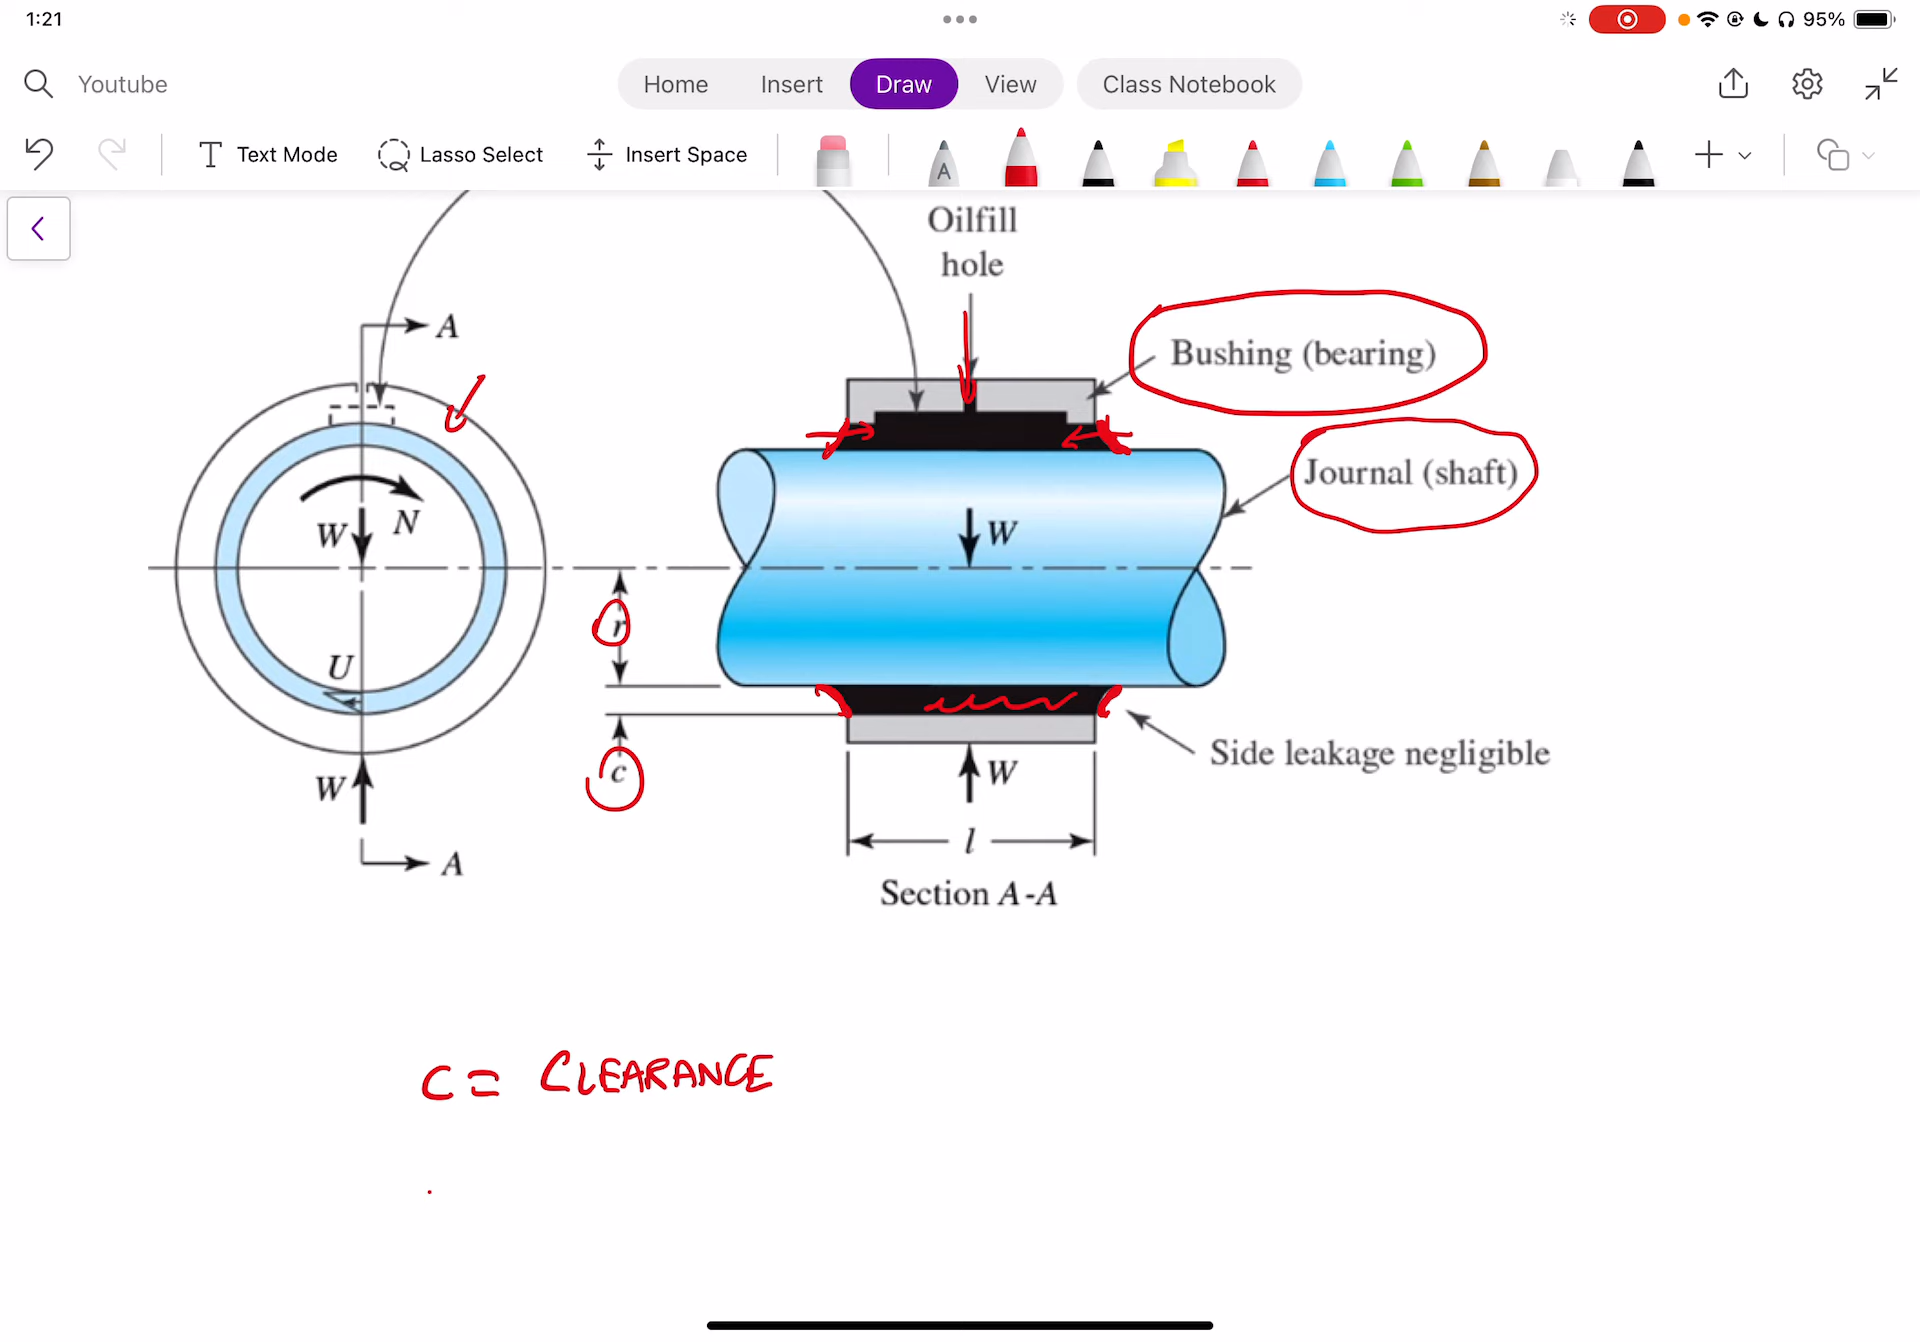 1:21
95%
Youtube
Home Insert Draw View Class Notebook
Text Mode Lasso Select Insert Space
A
Oilfill
hole
A
Bushing (bearing)
Journal (shaft)
W N
W
r
U
c
W
W
Side leakage negligible
l
A
Section A-A
C = CLEARANCE